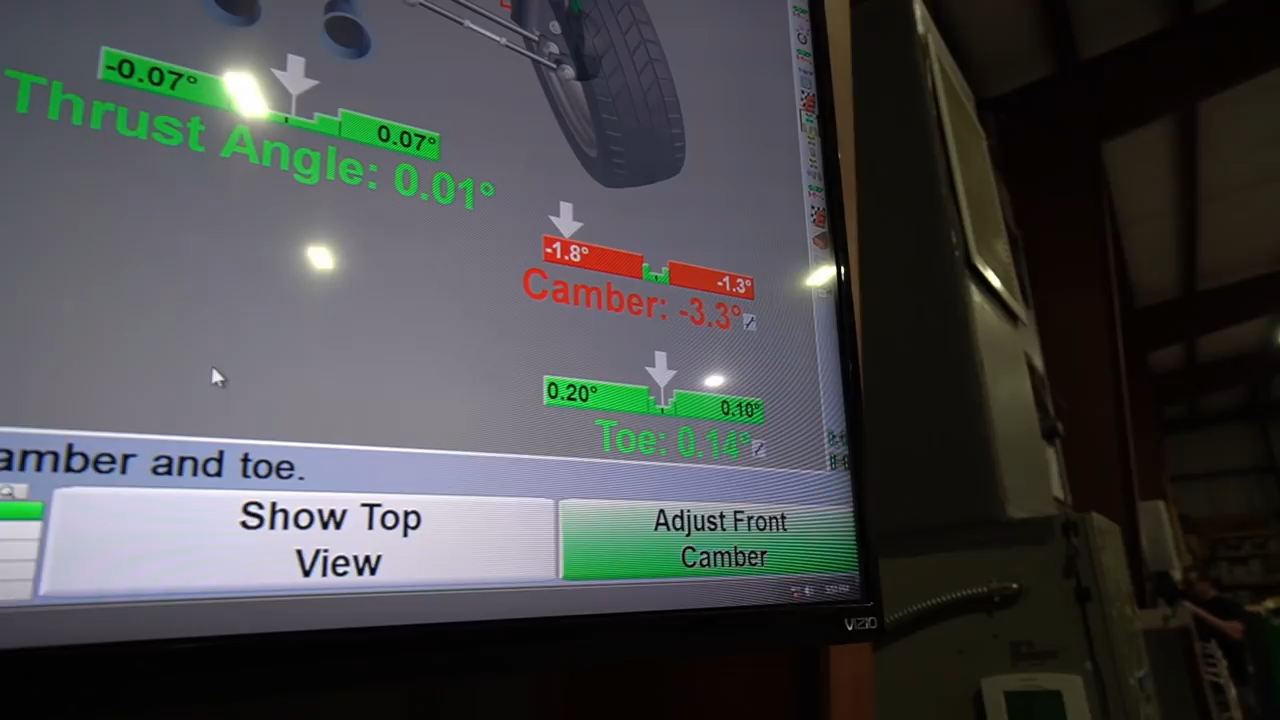 -0.07°
0.07°
Thrust Angle: 0.01°
-1.8°
-1.3°
Camber: -3.3°
0.20°
0.10°
Toe: 0.14°
amber and toe.
Show Top
View
Adjust Front
Camber
VIZIO